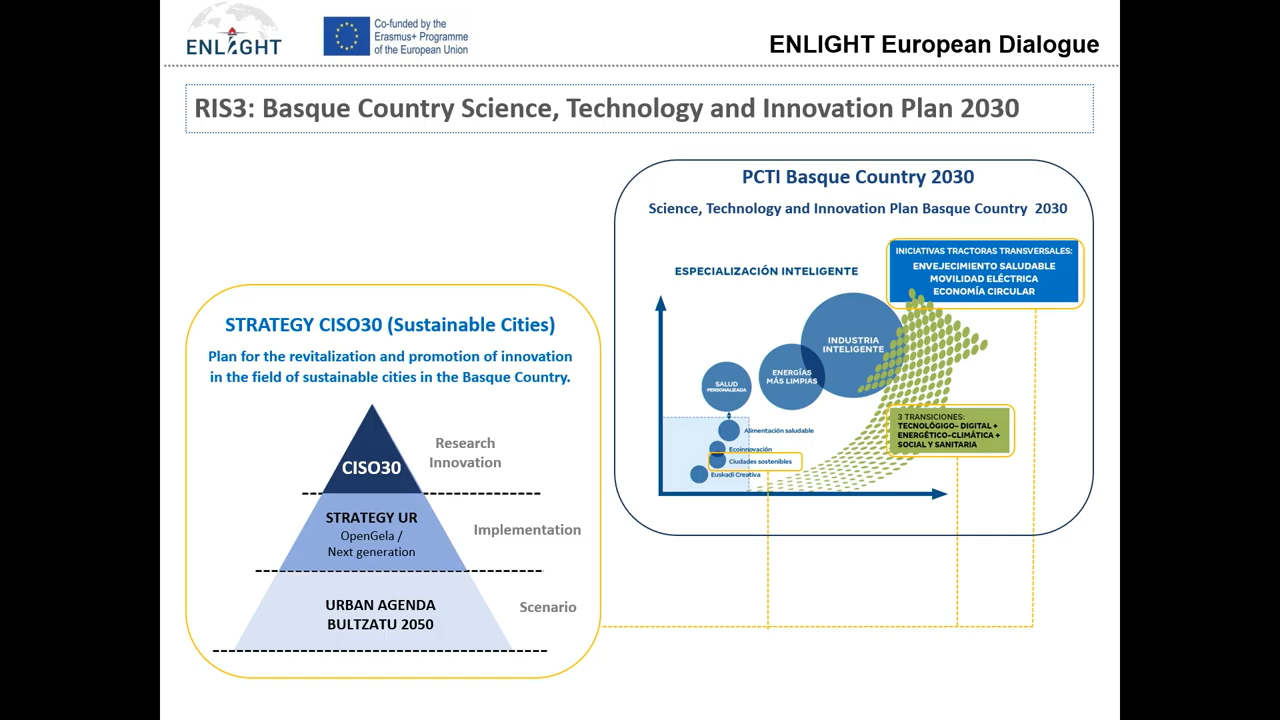 ENLIGHT
Co-funded by the
Erasmus+ Programme
of the European Union
ENLIGHT European Dialogue
RIS3: Basque Country Science, Technology and Innovation Plan 2030
STRATEGY CISO30 (Sustainable Cities)
Plan for the revitalization and promotion of innovation
in the field of sustainable cities in the Basque Country.
CISO30
Research
Innovation
STRATEGY UR
OpenGela /
Next generation
Implementation
URBAN AGENDA
BULTZATU 2050
Scenario
PCTI Basque Country 2030
Science, Technology and Innovation Plan Basque Country 2030
ESPECIALIZACIÓN INTELIGENTE
INICIATIVAS TRACTORAS TRANSVERSALES:
ENVEJECIMIENTO SALUDABLE
MOVILIDAD ELÉCTRICA
ECONOMÍA CIRCULAR
INDUSTRIA
INTELIGENTE
ENERGÍAS
MÁS LIMPIAS
SALUD
PERSONALIZADA
Alimentación saludable
Ecoinnovación
Ciudades sostenibles
Euskadi Creativa
3 TRANSICIONES:
TECNOLÓGIGO- DIGITAL +
ENERGÉTICO-CLIMÁTICA +
SOCIAL Y SANITARIA